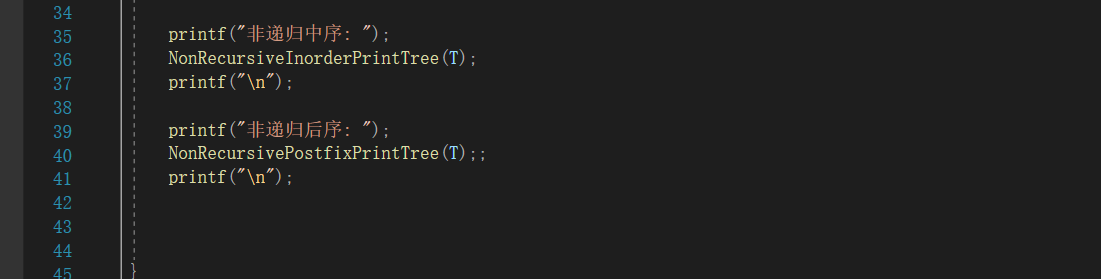 34
35 printf("非递归中序: ");
36 NonRecursiveInorderPrintTree(T);
37 printf("\n");
38
39 printf("非递归后序: ");
40 NonRecursivePostfixPrintTree(T);;
41 printf("\n");
42
43
44
45 }